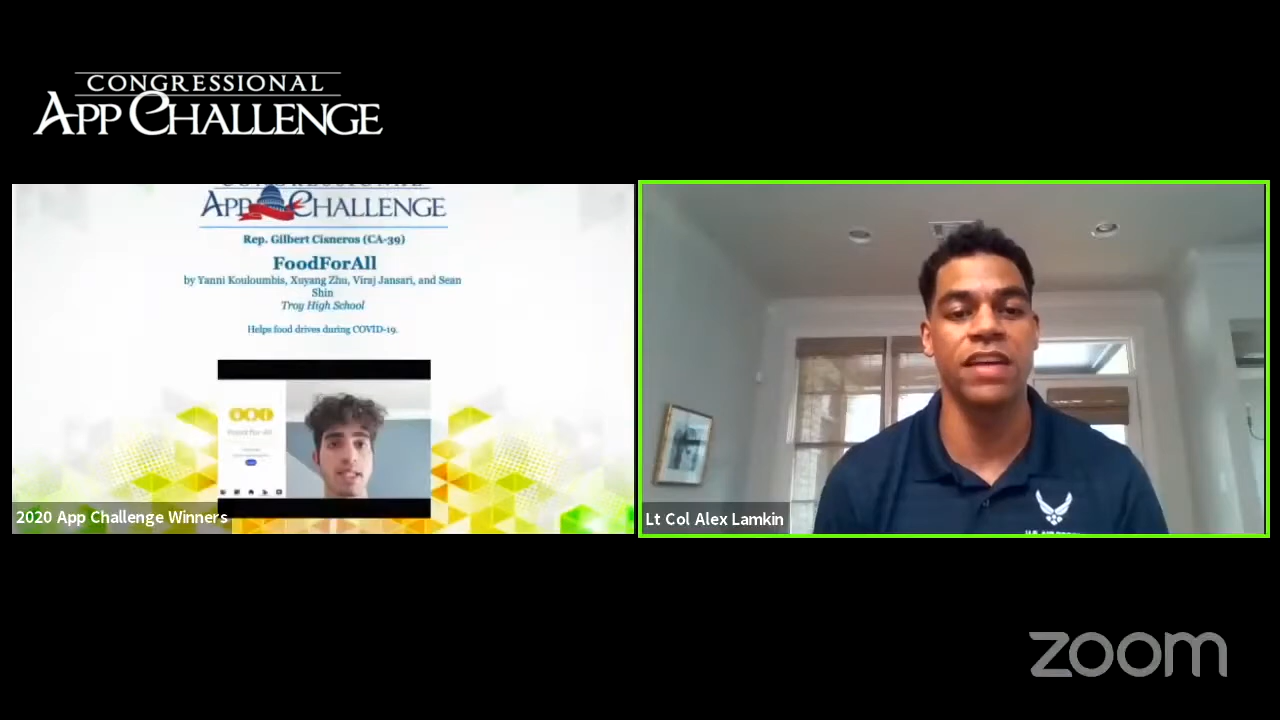 CONGRESSIONAL
APP CHALLENGE
CONGRESSIONAL
APP CHALLENGE
Rep. Gilbert Cisneros (CA-39)
FoodForAll
by Yanni Kouloumbis, Xuyang Zhu, Viraj Jansari, and Sean
Shin
Troy High School
Helps food drives during COVID-19.
2020 App Challenge Winners
Lt Col Alex Lamkin
zoom